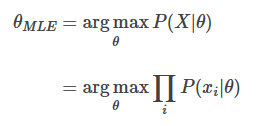 θ_MLE = arg max_θ P(X|θ)
= arg max_θ ∏_i P(x_i|θ)